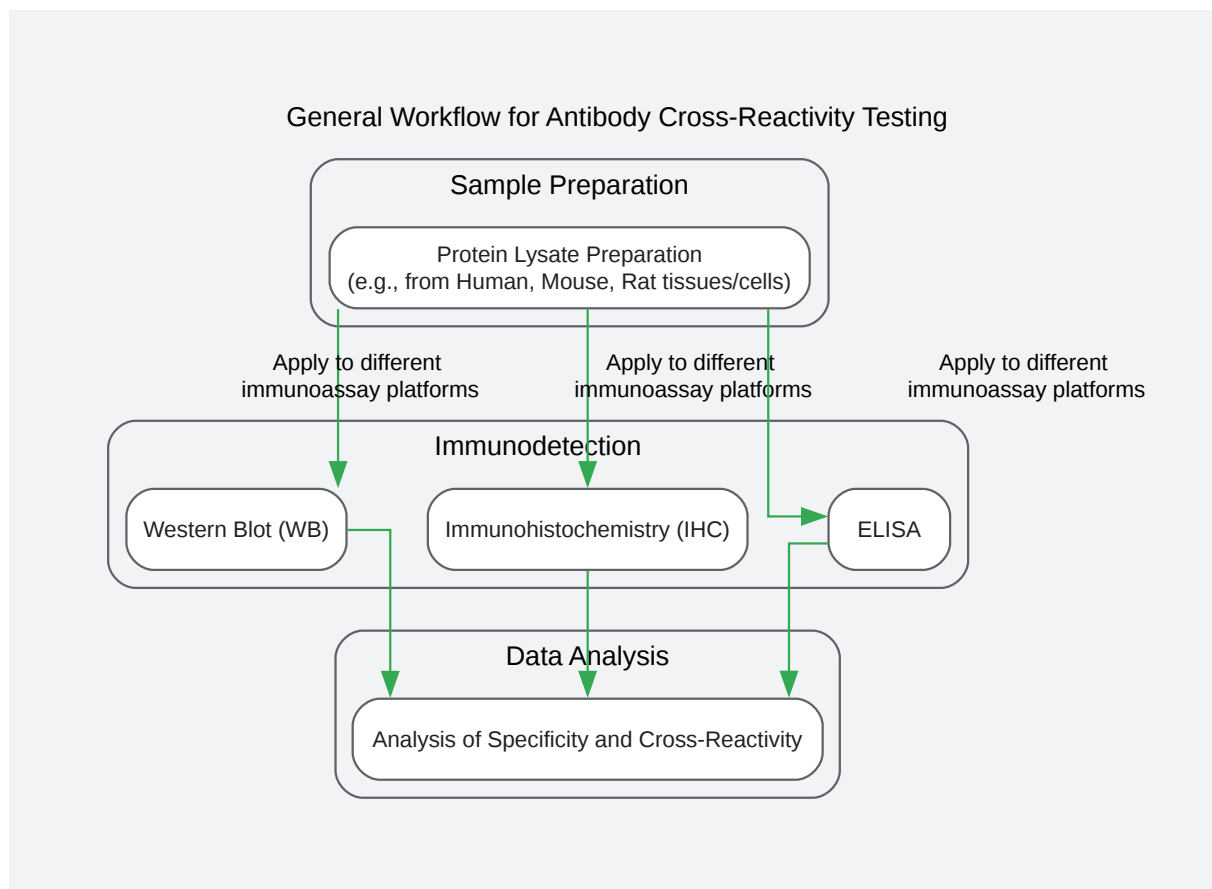 General Workflow for Antibody Cross-Reactivity Testing
Sample Preparation
Protein Lysate Preparation
(e.g., from Human, Mouse, Rat tissues/cells)
Apply to different
immunoassay platforms
Apply to different
immunoassay platforms
Apply to different
immunoassay platforms
Immunodetection
Western Blot (WB)
Immunohistochemistry (IHC)
ELISA
Data Analysis
Analysis of Specificity and Cross-Reactivity